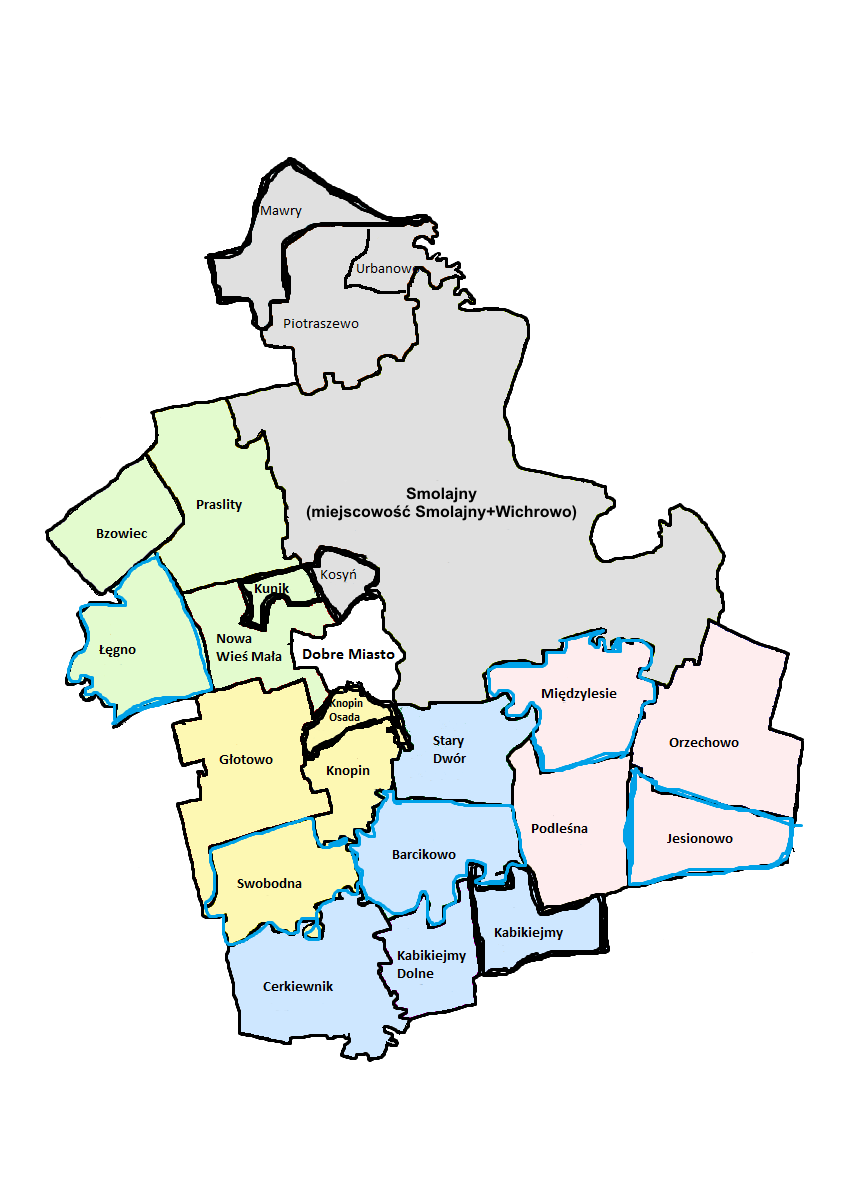 Mawry
Urbanowo
Piotraszewo
Smolajny
(miejscowość Smolajny+Wichrowo)
Praslity
Bzowiec
Kosyń
Kunik
Łęgno
Nowa
Wieś Mała
Dobre Miasto
Międzylesie
Knopin
Osada
Stary
Dwór
Orzechowo
Głotowo
Knopin
Podleśna
Jesionowo
Barcikowo
Swobodna
Kabikiejmy
Kabikiejmy
Dolne
Cerkiewnik